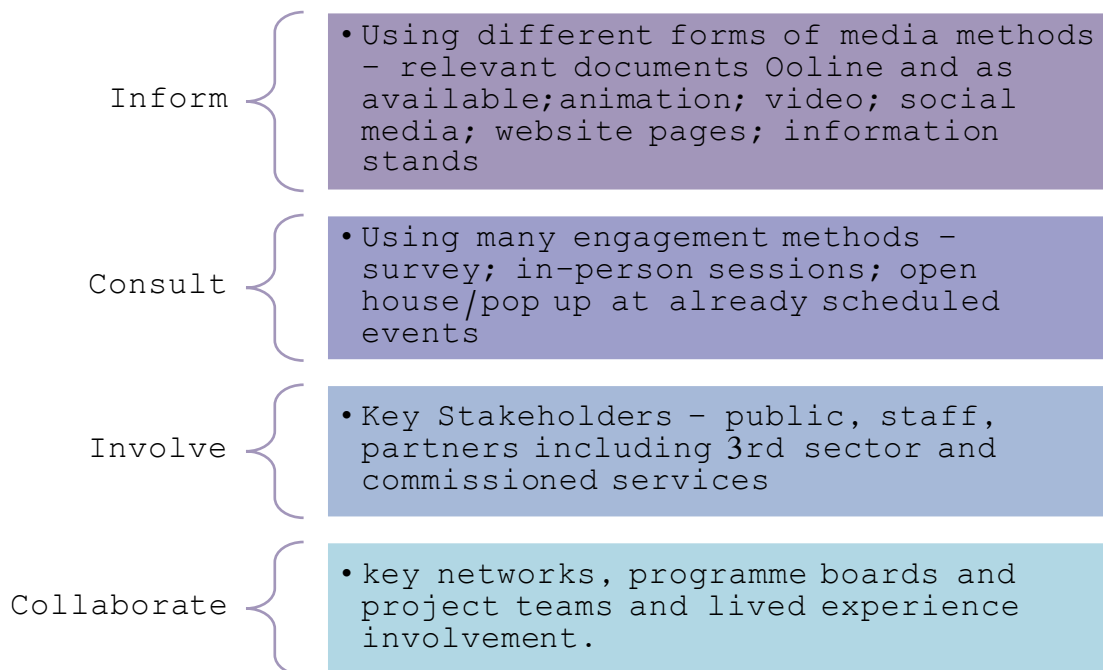 Inform
• Using different forms of media methods
– relevant documents Ooline and as
available;animation; video; social
media; website pages; information
stands
Consult
• Using many engagement methods –
survey; in-person sessions; open
house/pop up at already scheduled
events
Involve
• Key Stakeholders – public, staff,
partners including 3rd sector and
commissioned services
Collaborate
• key networks, programme boards and
project teams and lived experience
involvement.